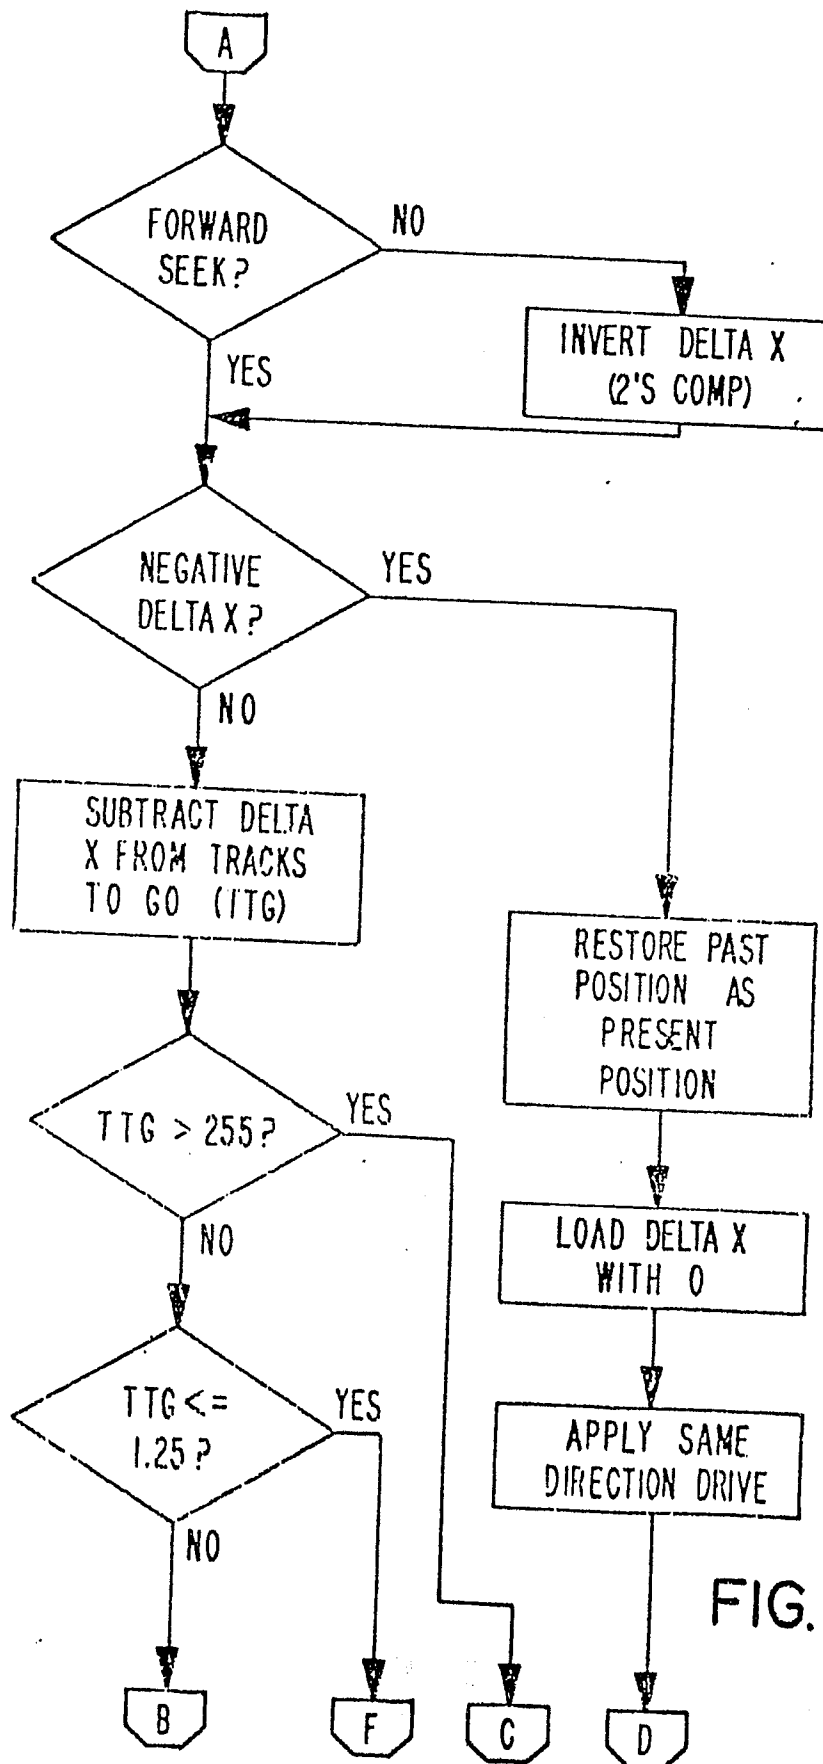 A
FORWARD
SEEK?
NO
INVERT DELTA X
(2'S COMP)
YES
NEGATIVE
DELTA X?
YES
NO
SUBTRACT DELTA
X FROM TRACKS
TO GO (TTG)
RESTORE PAST
POSITION AS
PRESENT
POSITION
TTG > 255?
YES
NO
LOAD DELTA X
WITH 0
TTG <=
1.25?
YES
NO
APPLY SAME
DIRECTION DRIVE
FIG.
B
F
C
D